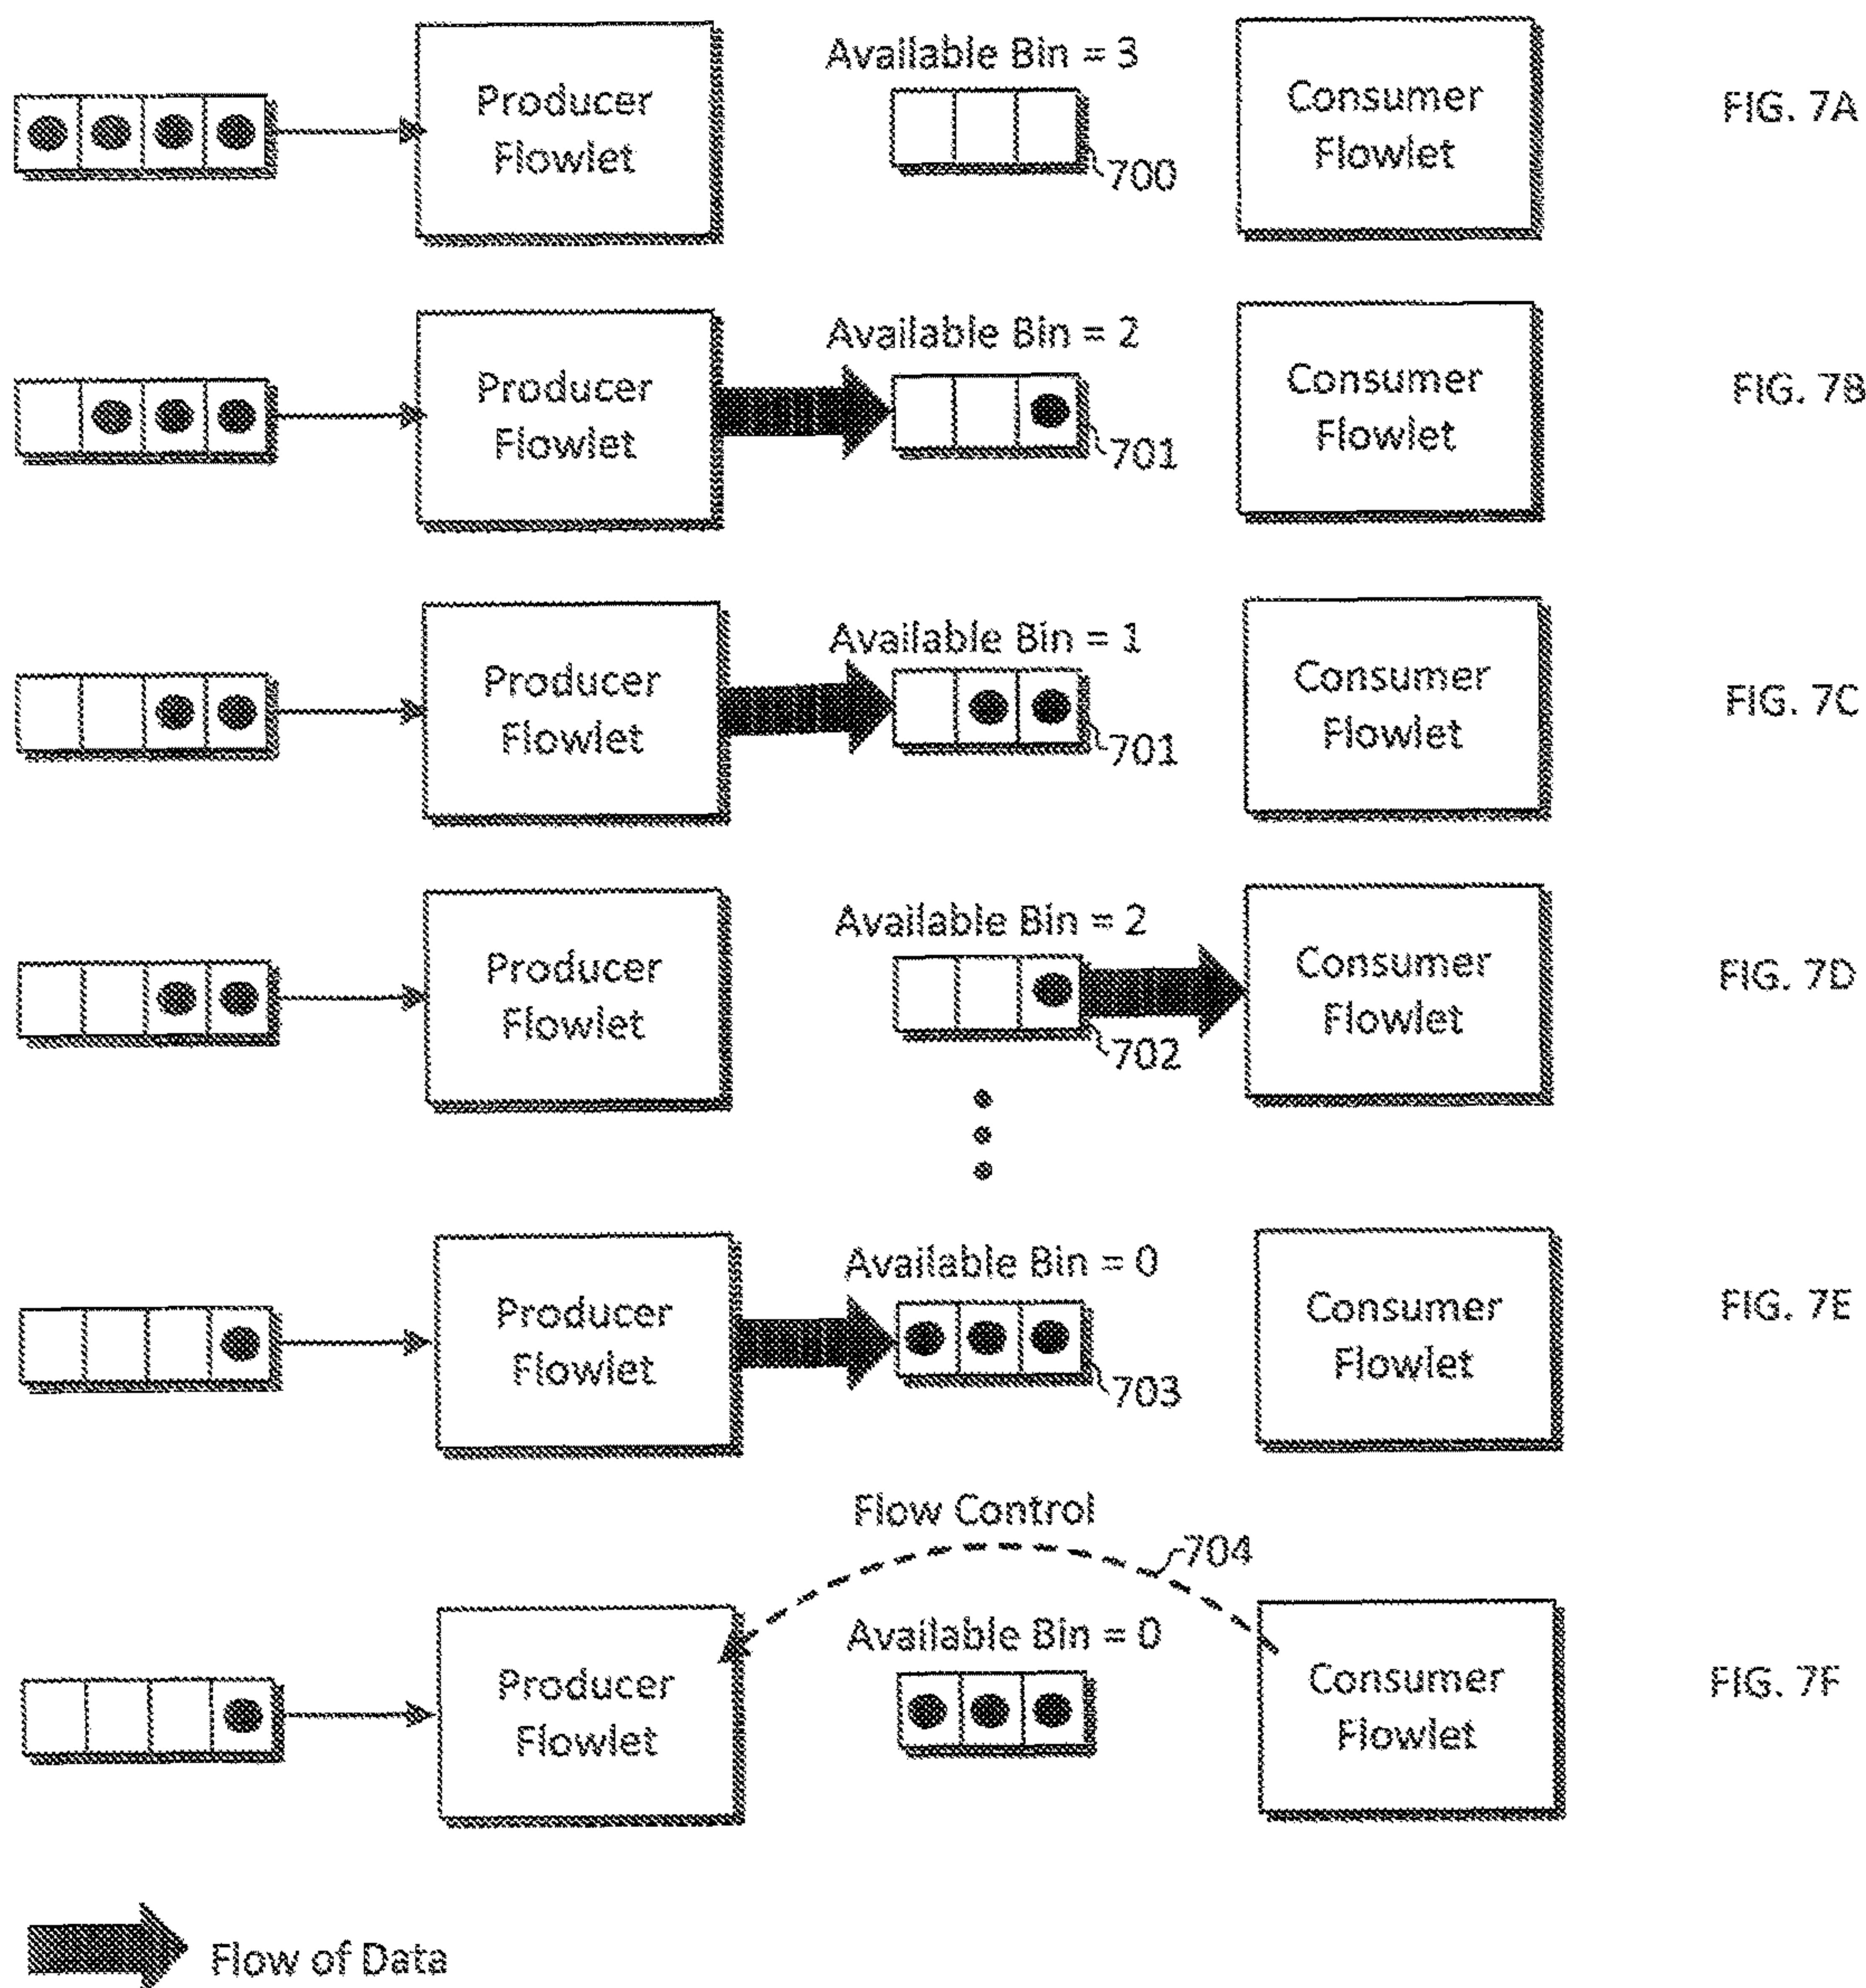 Available Bin = 3
Producer
Flowlet
Consumer
Flowlet
700
FIG. 7A
Available Bin = 2
Producer
Flowlet
Consumer
Flowlet
701
FIG. 7B
Available Bin = 1
Producer
Flowlet
Consumer
Flowlet
701
FIG. 7C
Available Bin = 2
Producer
Flowlet
Consumer
Flowlet
702
FIG. 7D
Available Bin = 0
Producer
Flowlet
Consumer
Flowlet
703
FIG. 7E
Flow Control
704
Available Bin = 0
Producer
Flowlet
Consumer
Flowlet
FIG. 7F
Flow of Data